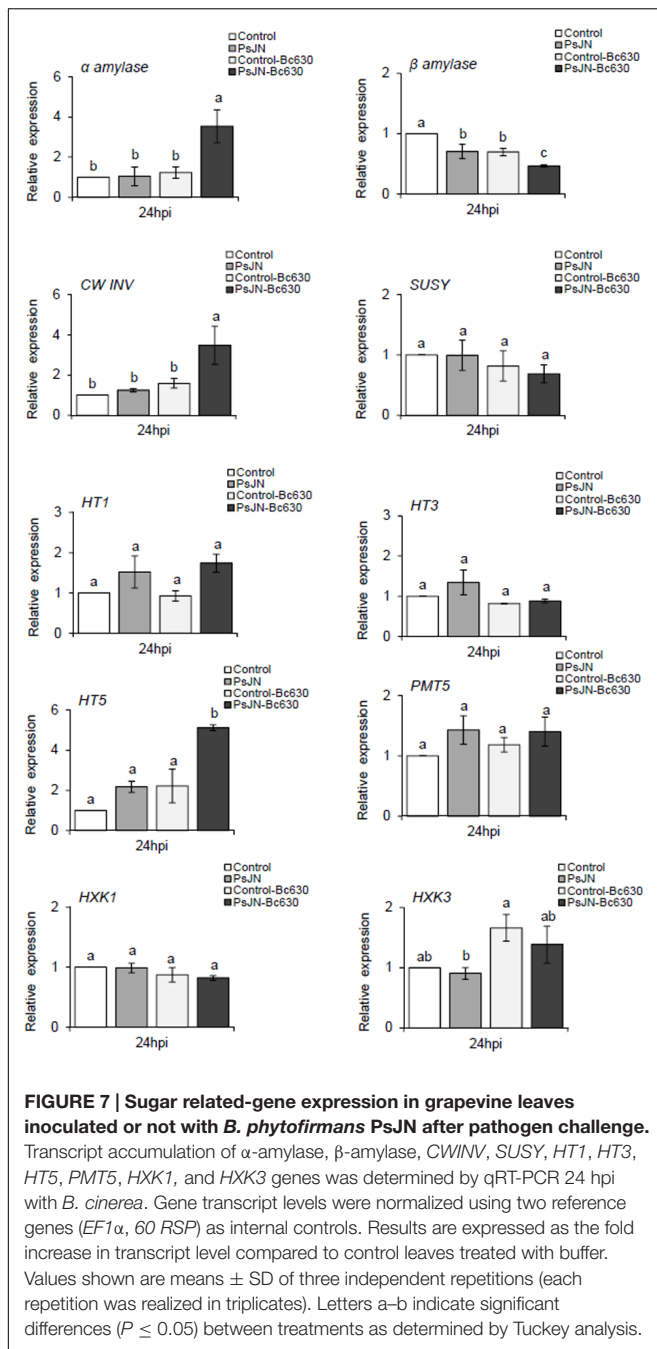 Control
PsJN
Control-Bc630
PsJN-Bc630
α amylase
Relative expression
6
4
2
0
b
b
b
a
24hpi
Control
PsJN
Control-Bc630
PsJN-Bc630
β amylase
Relative expression
2
1
0
a
b
b
c
24hpi
Control
PsJN
Control-Bc630
PsJN-Bc630
CW INV
Relative expression
6
4
2
0
b
b
b
a
24hpi
Control
PsJN
Control-Bc630
PsJN-Bc630
SUSY
Relative expression
2
1
0
a
a
a
a
24hpi
Control
PsJN
Control-Bc630
PsJN-Bc630
HT1
Relative expression
3
2
1
0
a
a
a
a
24hpi
Control
PsJN
Control-Bc630
PsJN-Bc630
HT3
Relative expression
3
2
1
0
a
a
a
a
24hpi
Control
PsJN
Control-Bc630
PsJN-Bc630
HT5
Relative expression
6
4
2
0
a
a
a
b
24hpi
Control
PsJN
Control-Bc630
PsJN-Bc630
PMT5
Relative expression
2
1
0
a
a
a
a
24hpi
Control
PsJN
Control-Bc630
PsJN-Bc630
HXK1
Relative expression
2
1
0
a
a
a
a
24hpi
Control
PsJN
Control-Bc630
PsJN-Bc630
HXK3
Relative expression
2
1
0
ab
b
a
ab
24hpi
FIGURE 7 | Sugar related-gene expression in grapevine leaves
inoculated or not with B. phytofirmans PsJN after pathogen challenge.
Transcript accumulation of α-amylase, β-amylase, CWINV, SUSY, HT1, HT3,
HT5, PMT5, HXK1, and HXK3 genes was determined by qRT-PCR 24 hpi
with B. cinerea. Gene transcript levels were normalized using two reference
genes (EF1α, 60 RSP) as internal controls. Results are expressed as the fold
increase in transcript level compared to control leaves treated with buffer.
Values shown are means ± SD of three independent repetitions (each
repetition was realized in triplicates). Letters a–b indicate significant
differences (P ≤ 0.05) between treatments as determined by Tuckey analysis.